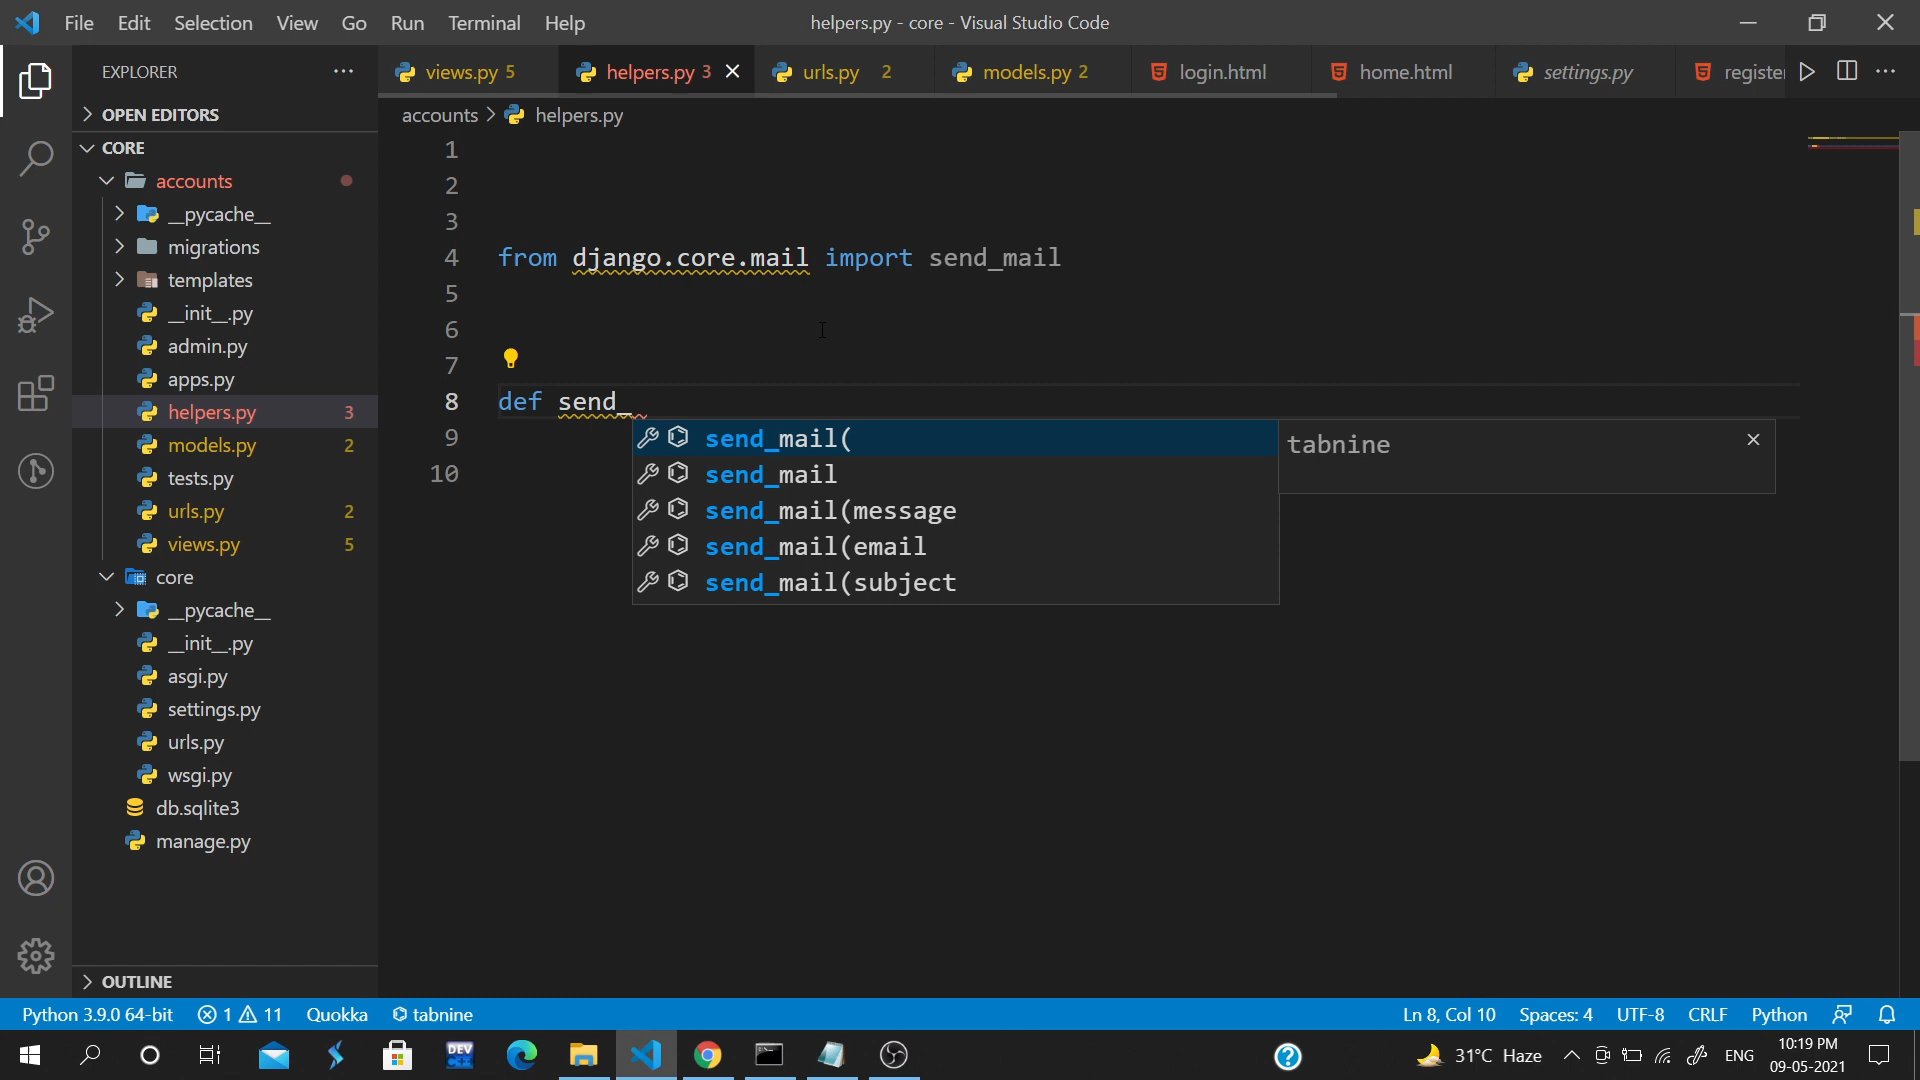 File Edit Selection View Go Run Terminal Help
helpers.py - core - Visual Studio Code
EXPLORER
views.py 5
helpers.py 3
urls.py 2
models.py 2
login.html
home.html
settings.py
register
OPEN EDITORS
accounts > helpers.py
CORE
accounts
__pycache__
migrations
templates
__init__.py
admin.py
apps.py
helpers.py 3
models.py 2
tests.py
urls.py 2
views.py 5
core
__pycache__
__init__.py
asgi.py
settings.py
urls.py
wsgi.py
db.sqlite3
manage.py
OUTLINE
1
2
3
4 from django.core.mail import send_mail
5
6
7
8 def send_
9
10
send_mail(
send_mail
send_mail(message
send_mail(email
send_mail(subject
tabnine
Python 3.9.0 64-bit 1 11 Quokka tabnine
Ln 8, Col 10 Spaces: 4 UTF-8 CRLF Python
DEV C++
31°C Haze
ENG
10:19 PM
09-05-2021